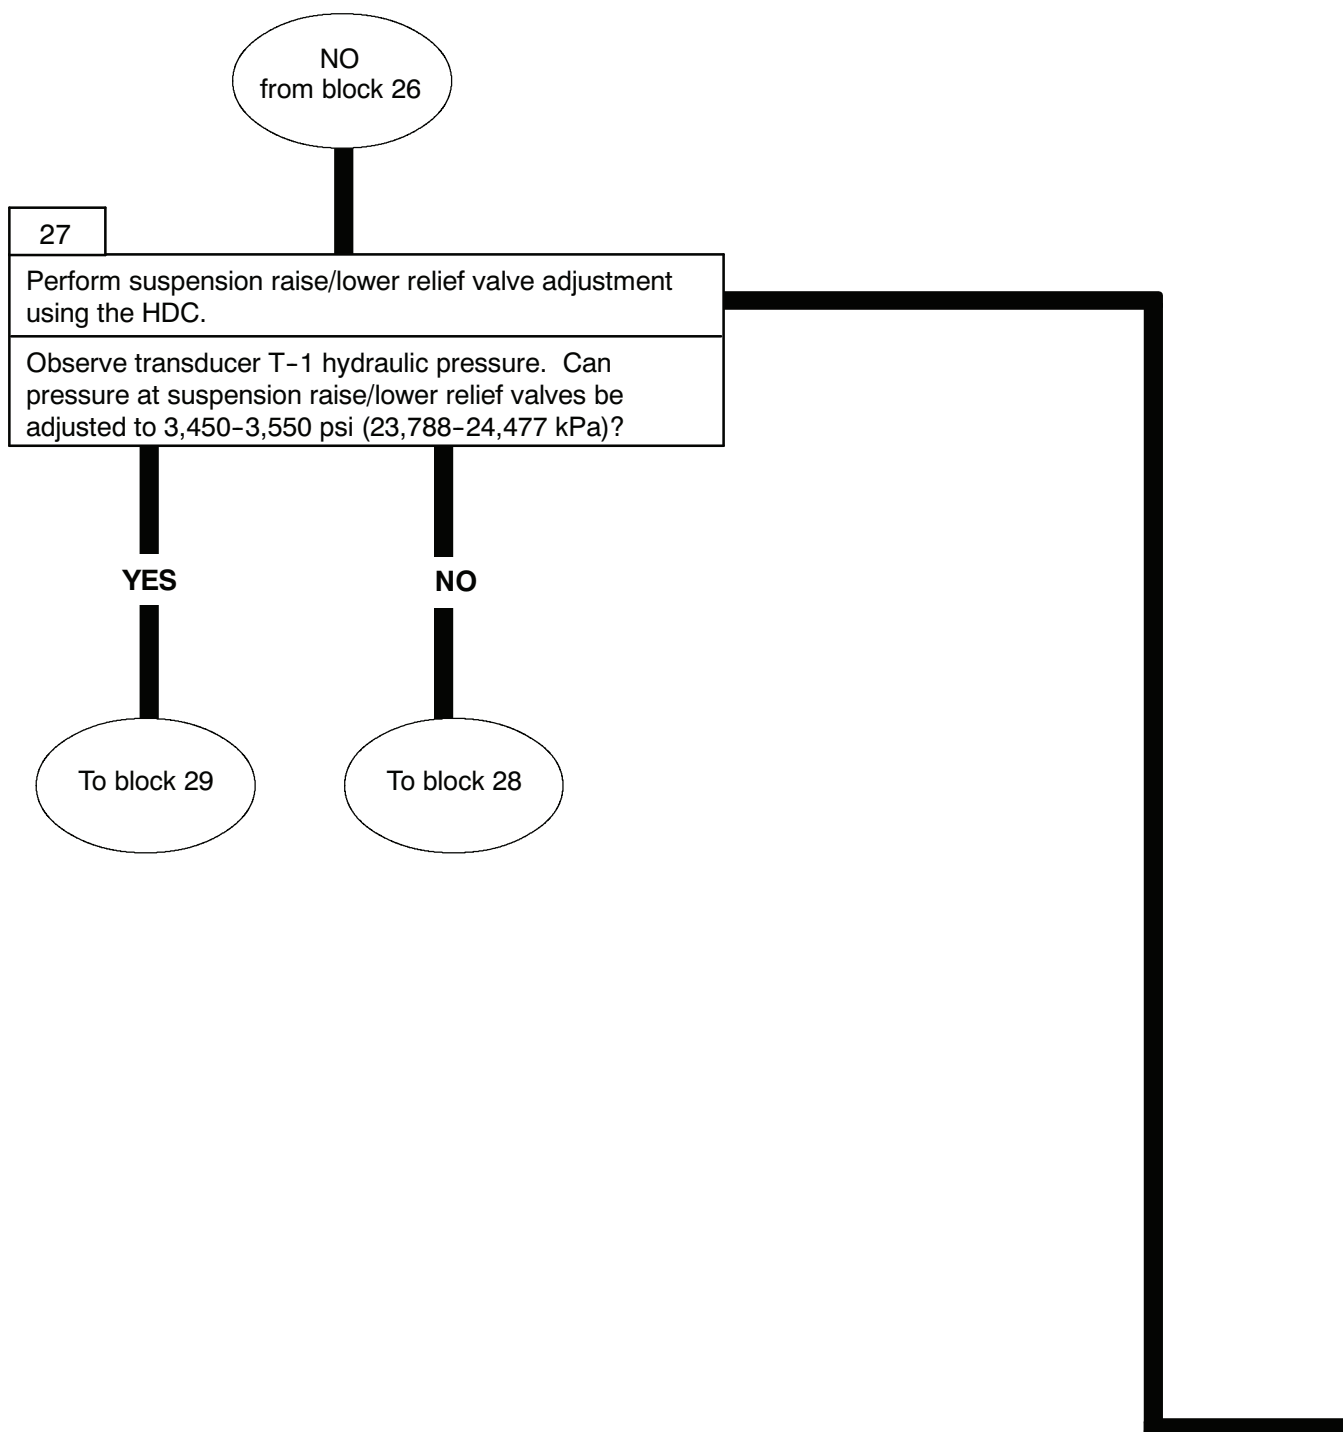 NO
from block 26
27
Perform suspension raise/lower relief valve adjustment
using the HDC.
Observe transducer T-1 hydraulic pressure.  Can
pressure at suspension raise/lower relief valves be
adjusted to 3,450-3,550 psi (23,788-24,477 kPa)?
YES
NO
To block 29
To block 28